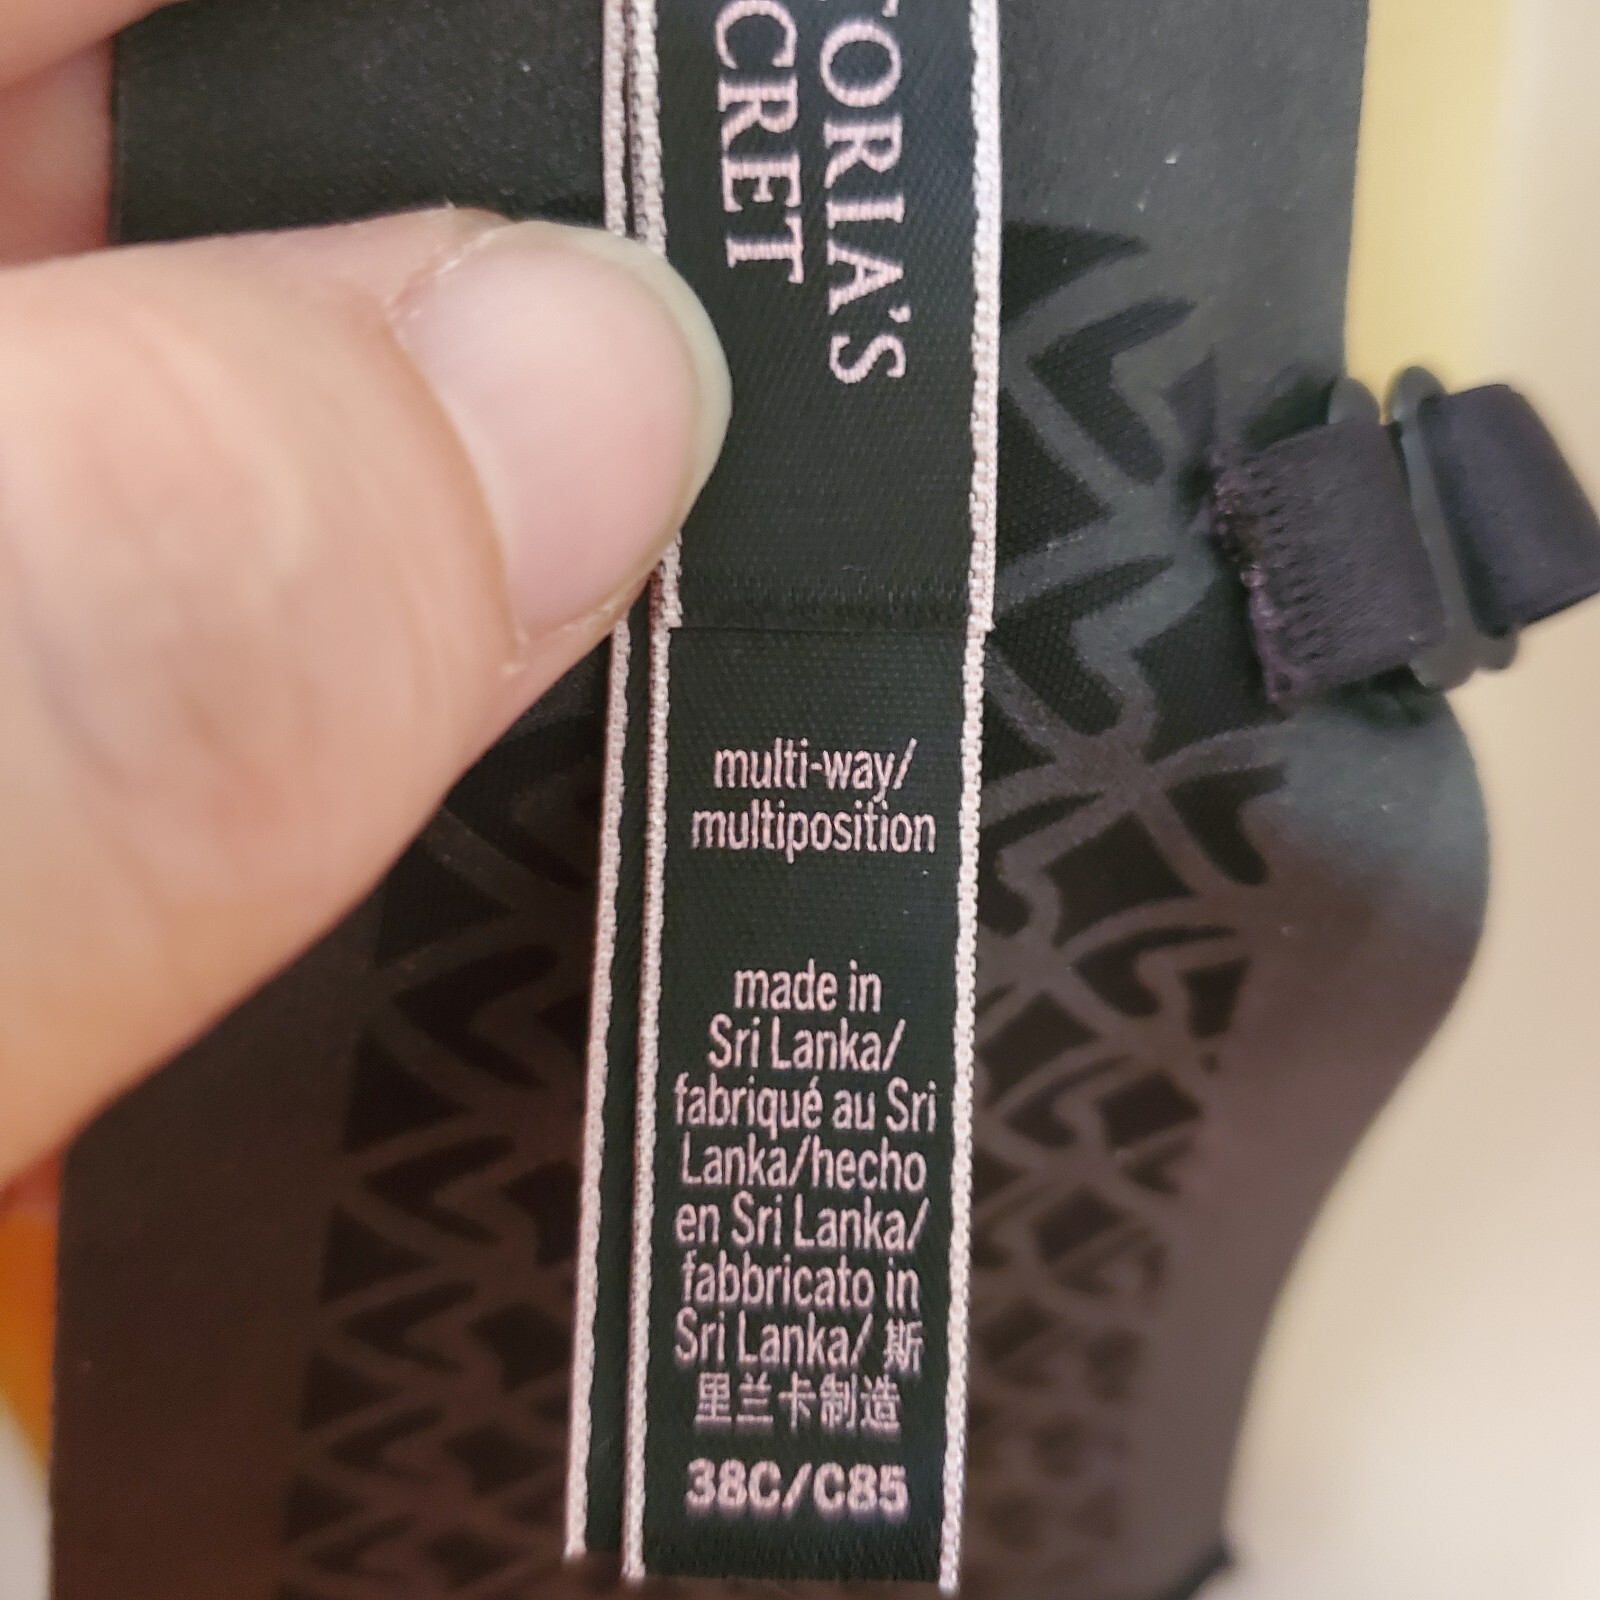 TORIA'S
CRET
multi-way/
multiposition
made in
Sri Lanka/
fabriqué au Sri
Lanka/hecho
en Sri Lanka/
fabbricato in
Sri Lanka/ 斯
里兰卡制造
38C/C85